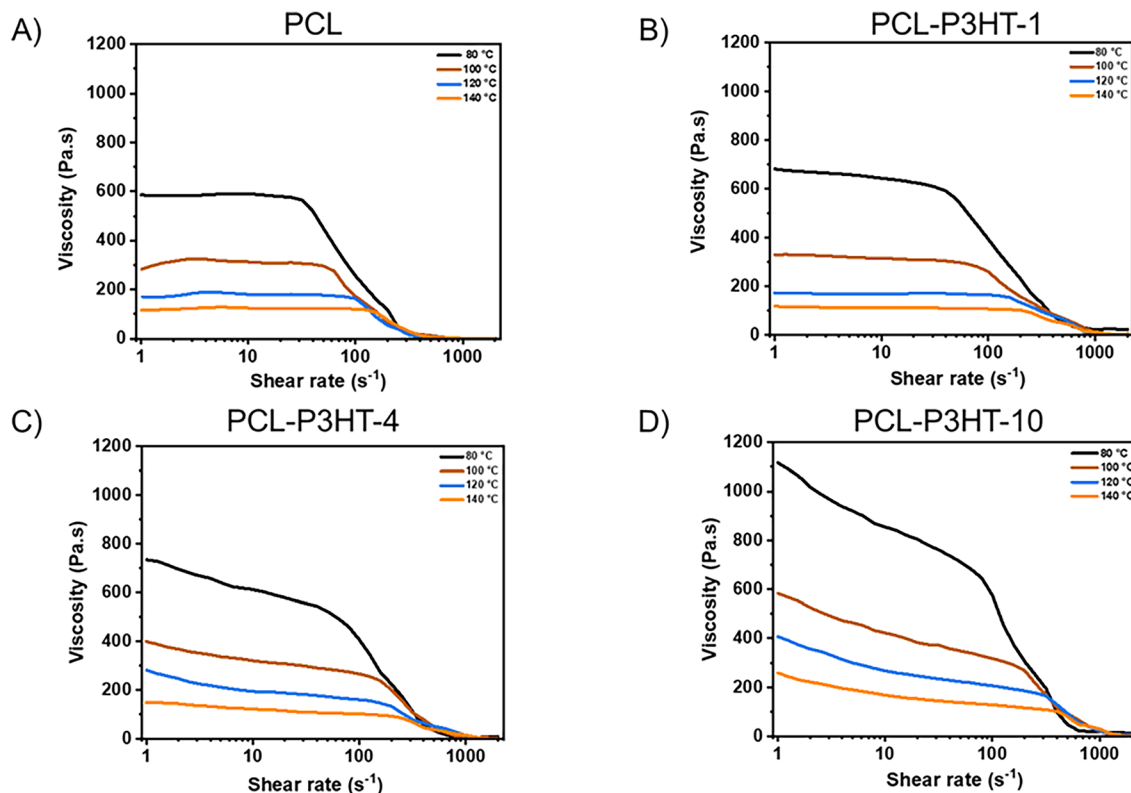 A)
PCL
1200
1000
800
600
400
200
0
1
10
100
1000
Viscosity (Pa.s)
Shear rate (s⁻¹)
80 °C
100 °C
120 °C
140 °C
B)
PCL-P3HT-1
1200
1000
800
600
400
200
0
1
10
100
1000
Viscosity (Pa.s)
Shear rate (s⁻¹)
80 °C
100 °C
120 °C
140 °C
C)
PCL-P3HT-4
1200
1000
800
600
400
200
0
1
10
100
1000
Viscosity (Pa.s)
Shear rate (s⁻¹)
80 °C
100 °C
120 °C
140 °C
D)
PCL-P3HT-10
1200
1000
800
600
400
200
0
1
10
100
1000
Viscosity (Pa.s)
Shear rate (s⁻¹)
80 °C
100 °C
120 °C
140 °C